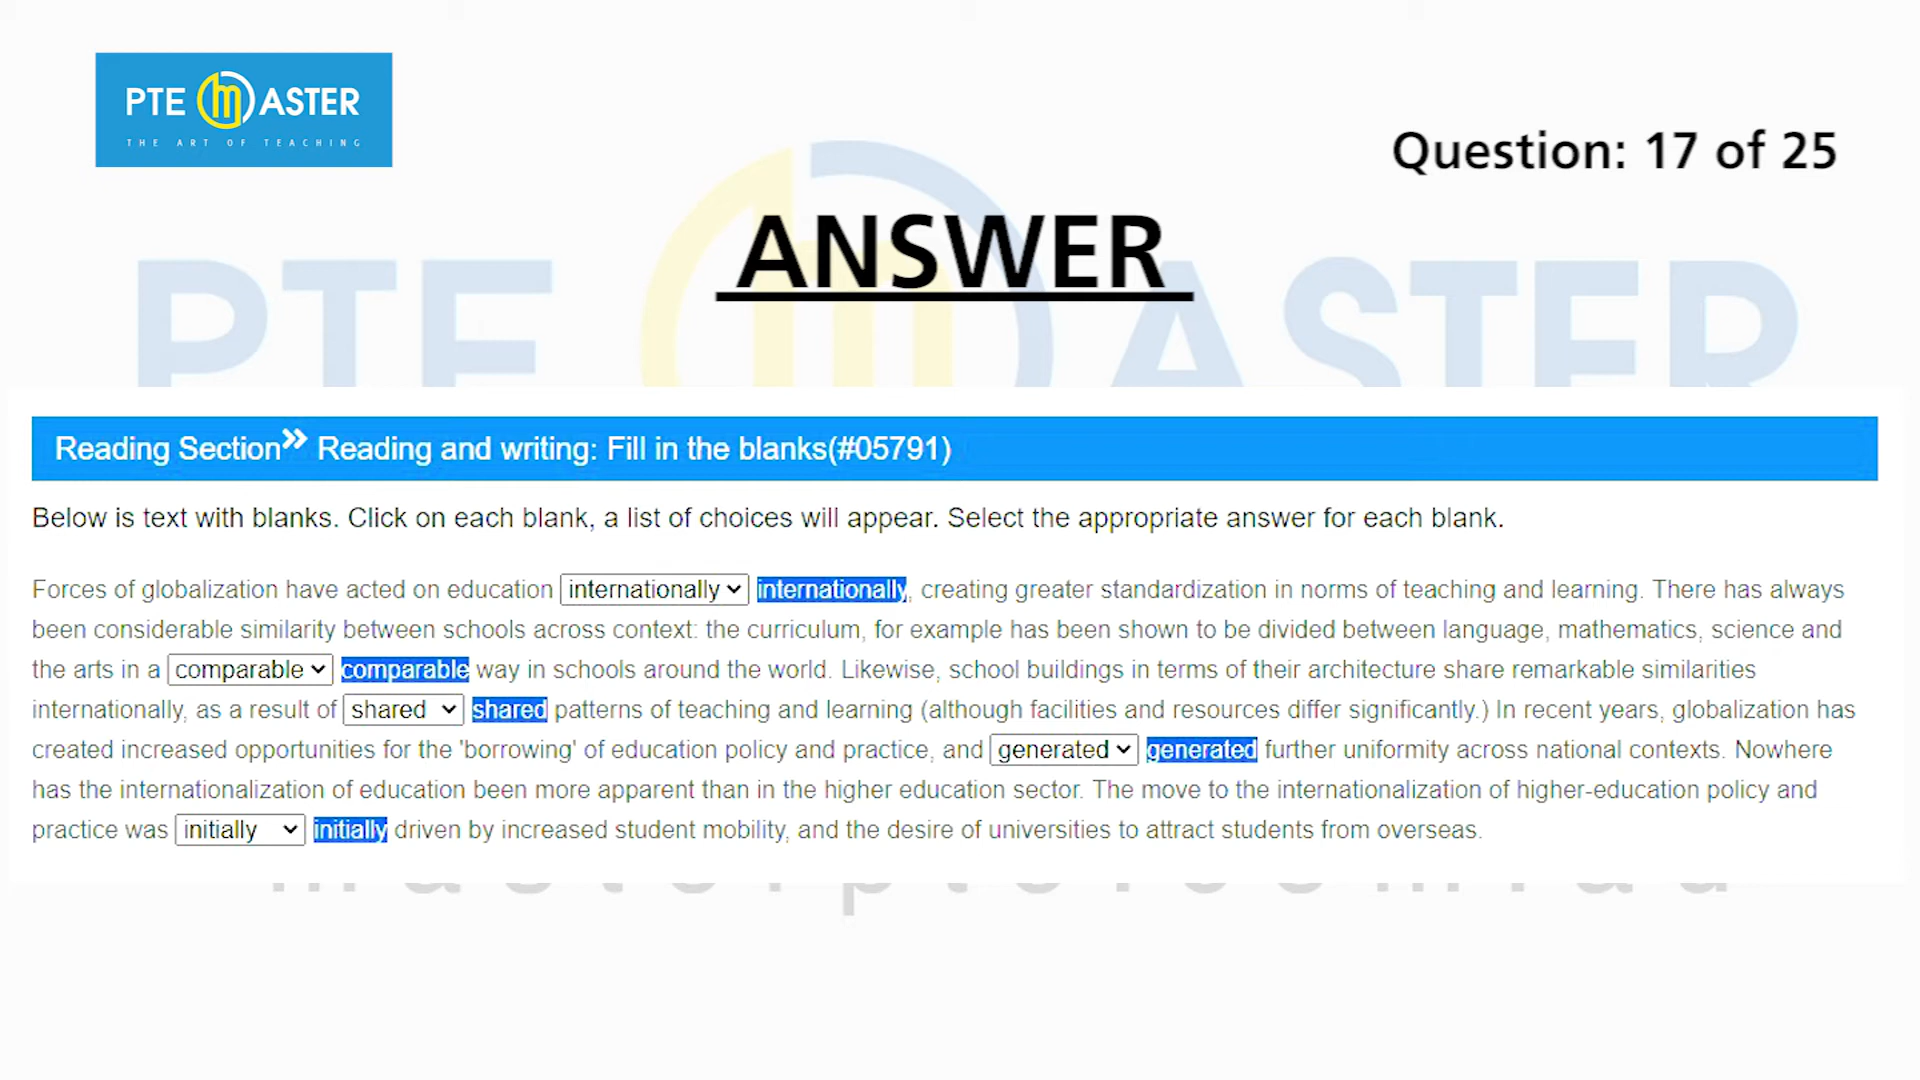 PTE MASTER
THE ART OF TEACHING
Question: 17 of 25
ANSWER
PTE MASTER
Reading Section» Reading and writing: Fill in the blanks(#05791)
Below is text with blanks. Click on each blank, a list of choices will appear. Select the appropriate answer for each blank.
Forces of globalization have acted on education internationally internationally, creating greater standardization in norms of teaching and learning. There has always
been considerable similarity between schools across context: the curriculum, for example has been shown to be divided between language, mathematics, science and
the arts in a comparable comparable way in schools around the world. Likewise, school buildings in terms of their architecture share remarkable similarities
internationally, as a result of shared shared patterns of teaching and learning (although facilities and resources differ significantly.) In recent years, globalization has
created increased opportunities for the 'borrowing' of education policy and practice, and generated generated further uniformity across national contexts. Nowhere
has the internationalization of education been more apparent than in the higher education sector. The move to the internationalization of higher-education policy and
practice was initially initially driven by increased student mobility, and the desire of universities to attract students from overseas.